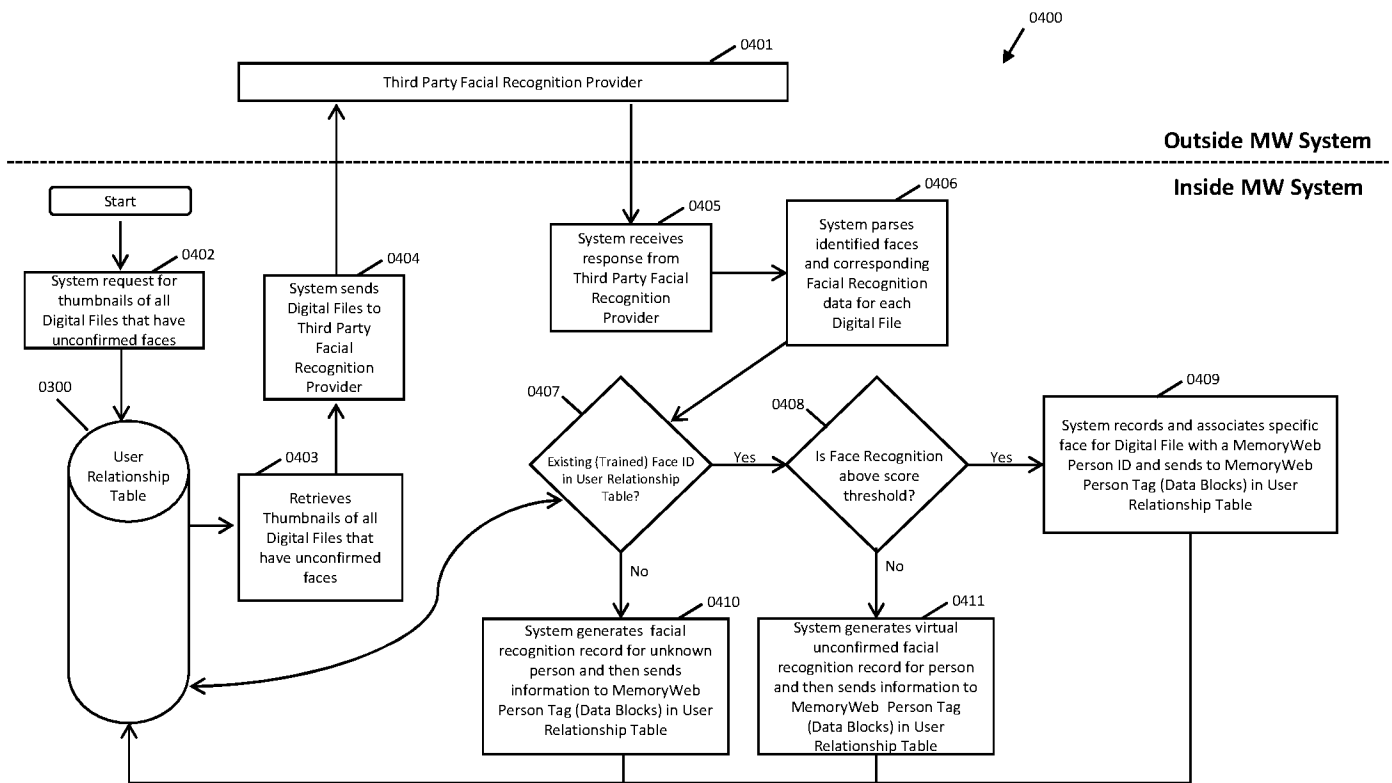 0400
0401
Third Party Facial Recognition Provider
Outside MW System
Inside MW System
Start
0402
System request for
thumbnails of all
Digital Files that have
unconfirmed faces
0300
User
Relationship
Table
0403
Retrieves
Thumbnails of all
Digital Files that
have unconfirmed
faces
0404
System sends
Digital Files to
Third Party
Facial
Recognition
Provider
0405
System receives
response from
Third Party Facial
Recognition
Provider
0406
System parses
identified faces
and corresponding
Facial Recognition
data for each
Digital File
0407
Existing (Trained) Face ID
in User Relationship
Table?
Yes
No
0408
Is Face Recognition
above score
threshold?
Yes
No
0409
System records and associates specific
face for Digital File with a MemoryWeb
Person ID and sends to MemoryWeb
Person Tag (Data Blocks) in User
Relationship Table
0410
System generates facial
recognition record for unknown
person and then sends
information to MemoryWeb
Person Tag (Data Blocks) in User
Relationship Table
0411
System generates virtual
unconfirmed facial
recognition record for person
and then sends information to
MemoryWeb Person Tag
(Data Blocks) in User
Relationship Table